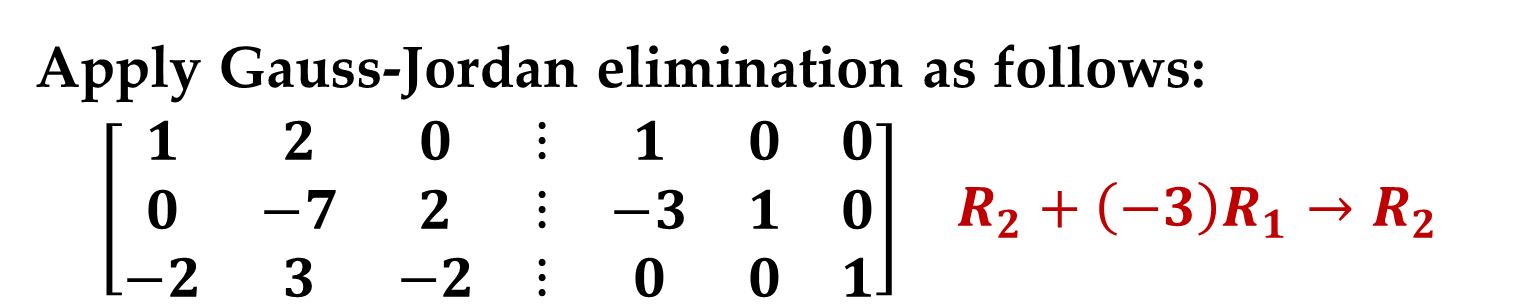 Apply Gauss-Jordan elimination as follows:
[ 1 2 0 ⋮ 1 0 0 ]
[ 0 −7 2 ⋮ −3 1 0 ] R₂ + (−3)R₁ → R₂
[ −2 3 −2 ⋮ 0 0 1 ]